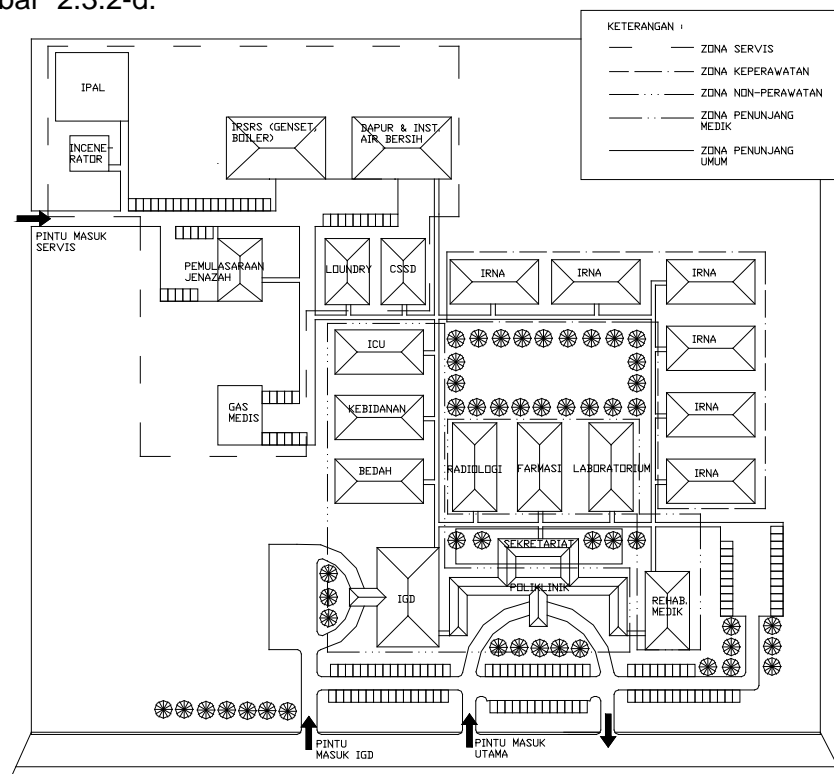 bar 2.3.2-d.
KETERANGAN :
ZONA SERVIS
ZONA KEPERAWATAN
ZONA NON-PERAWATAN
ZONA PENUNJANG
MEDIK
ZONA PENUNJANG
UMUM
IPAL
INCENE-
RATOR
IPSRS (GENSET,
BOILER)
DAPUR & INST.
AIR BERSIH
PINTU MASUK
SERVIS
PEMULASARAAN
JENAZAH
LOUNDRY
CSSD
IRNA
IRNA
IRNA
IRNA
IRNA
IRNA
ICU
KEBIDANAN
BEDAH
GAS
MEDIS
RADIOLOGI
FARMASI
LABORATORIUM
SEKRETARIAT
POLIKLINIK
IGD
REHAB.
MEDIK
PINTU
MASUK IGD
PINTU MASUK
UTAMA